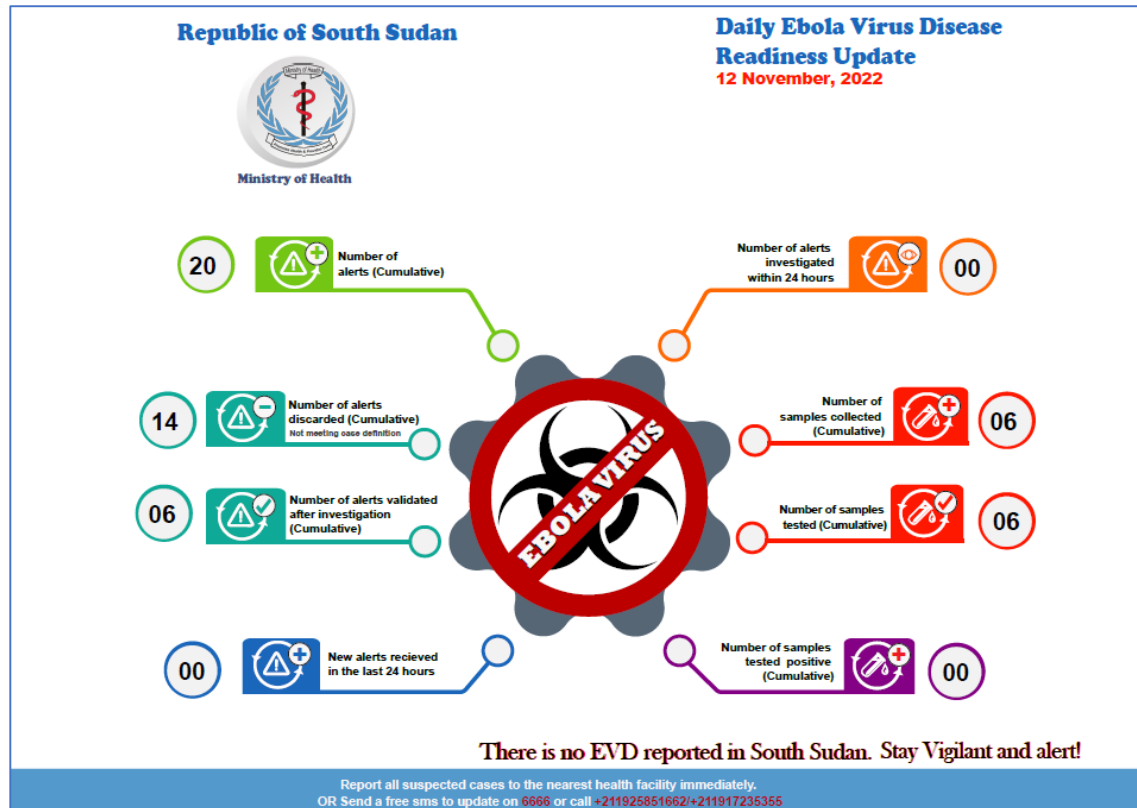 Republic of South Sudan
Ministry of Health
Ministry of Health
Daily Ebola Virus Disease
Readiness Update
12 November, 2022
20
Number of
alerts (Cumulative)
Number of alerts
investigated
within 24 hours
00
14
Number of alerts
discarded (Cumulative)
Not meeting case definition
Number of
samples collected
(Cumulative)
06
06
Number of alerts validated
after investigation
(Cumulative)
Number of samples
tested (Cumulative)
06
EBOLA VIRUS
00
New alerts recieved
in the last 24 hours
Number of samples
tested positive
(Cumulative)
00
There is no EVD reported in South Sudan. Stay Vigilant and alert!
Report all suspected cases to the nearest health facility immediately.
OR Send a free sms to update on 6666 or call +211925851662/+211917235355